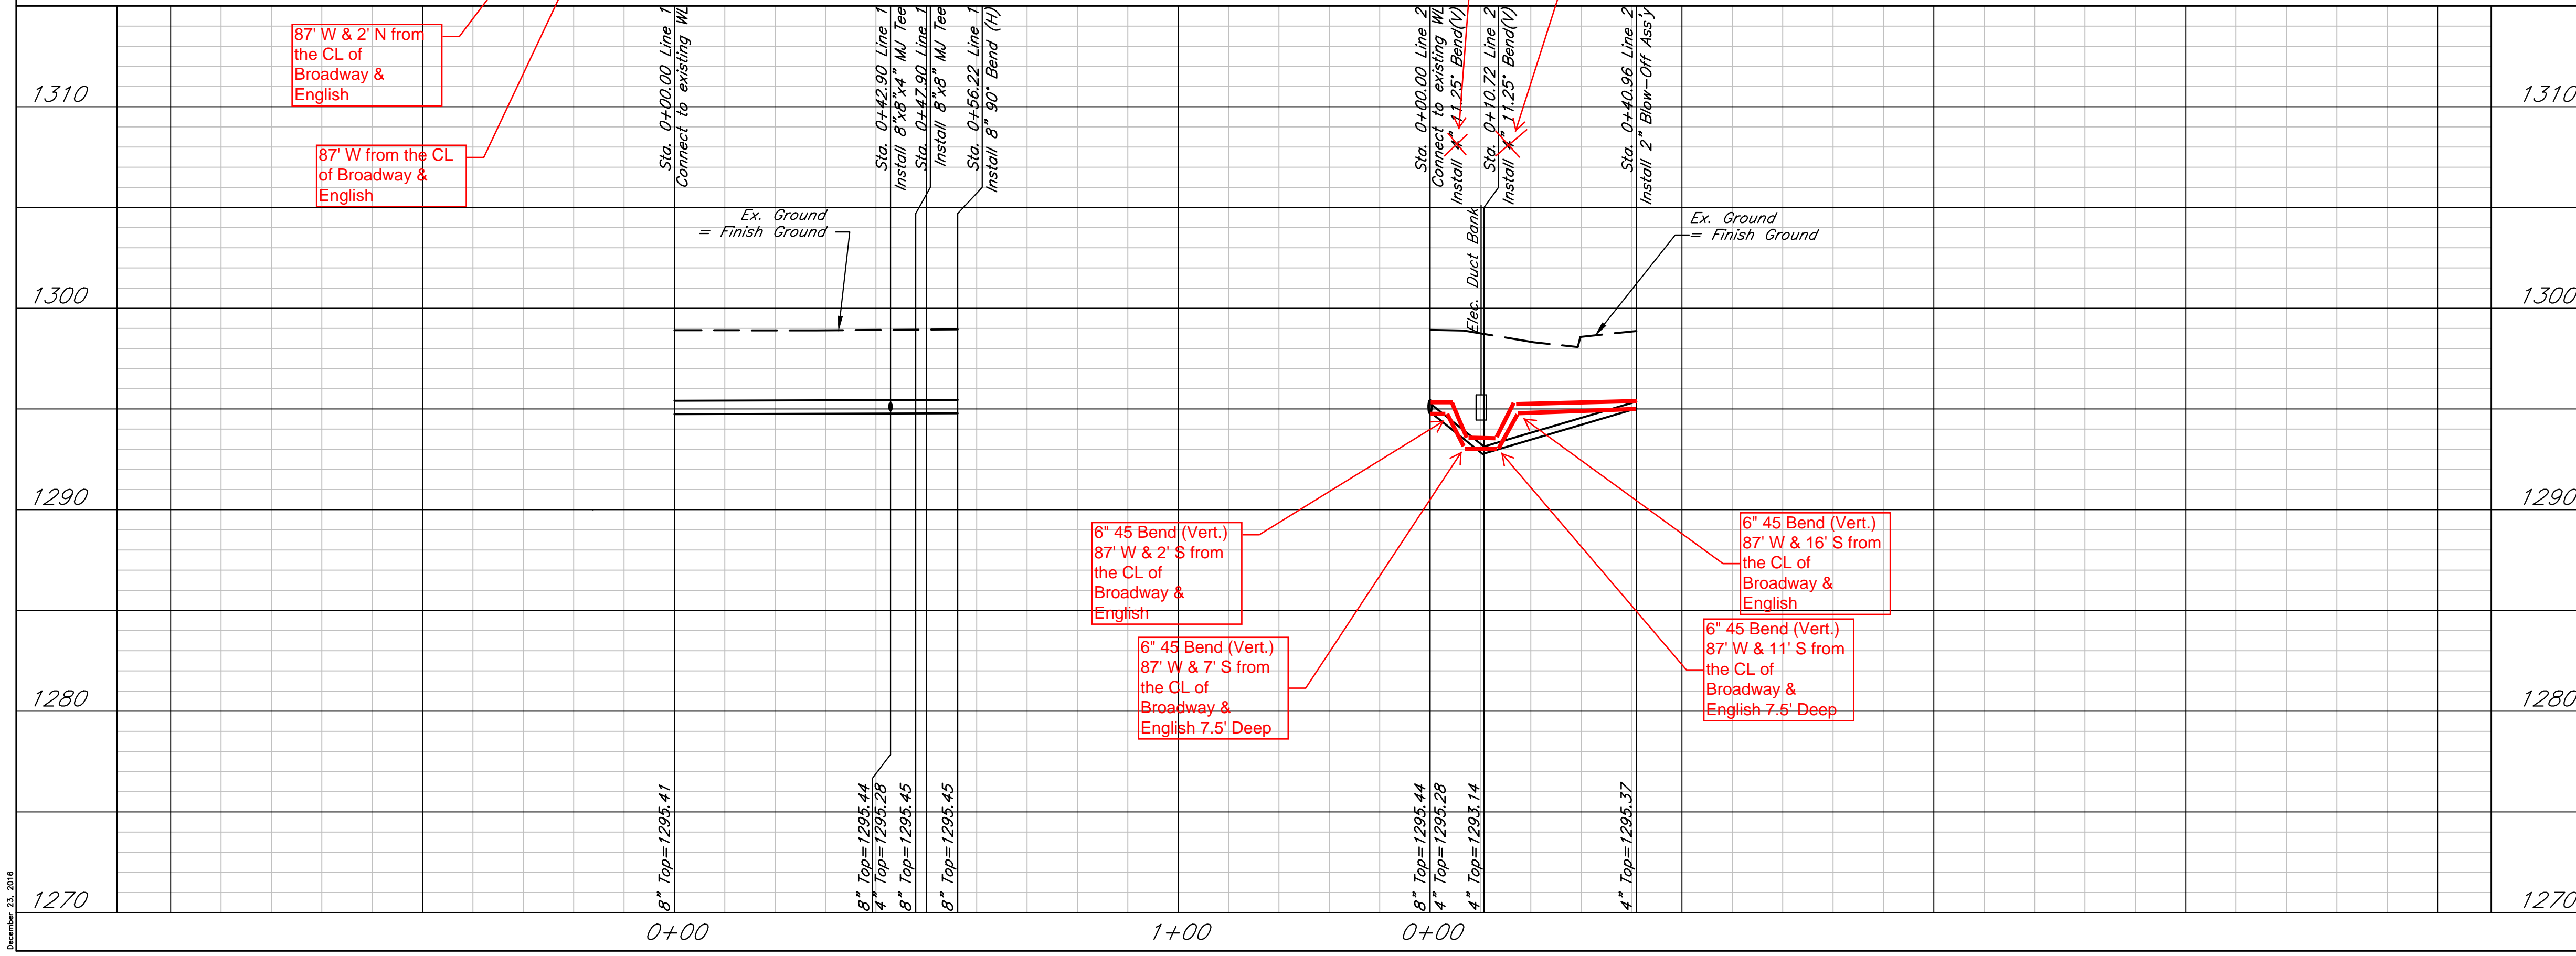 87' W & 2' N from
the CL of
Broadway &
English
87' W from the CL
of Broadway &
English
1310
1300
1290
1280
1270
Sta. 0+00.00 Line 1
Connect to existing WL
Sta. 0+42.90 Line 1
Install 8"x8"x4" MJ Tee
Sta. 0+47.90 Line 1
Install 8"x8" MJ Tee
Sta. 0+56.22 Line 1
Install 8" 90° Bend (H)
Ex. Ground
= Finish Ground
Sta. 0+00.00 Line 2
Connect to existing WL
Install 4" 11.25° Bend(V)
Sta. 0+10.72 Line 2
Install 4" 11.25° Bend(V)
Elec. Duct Bank
Sta. 0+40.96 Line 2
Install 2" Blow-Off Ass'y
Ex. Ground
= Finish Ground
1310
1300
1290
1280
1270
6" 45 Bend (Vert.)
87' W & 2' S from
the CL of
Broadway &
English
6" 45 Bend (Vert.)
87' W & 7' S from
the CL of
Broadway &
English 7.5' Deep
6" 45 Bend (Vert.)
87' W & 16' S from
the CL of
Broadway &
English
6" 45 Bend (Vert.)
87' W & 11' S from
the CL of
Broadway &
English 7.5' Deep
8" Top=1295.41
8" Top=1295.44
4" Top=1295.28
8" Top=1295.45
8" Top=1295.45
8" Top=1295.44
4" Top=1295.28
4" Top=1293.14
4" Top=1295.37
0+00
1+00
0+00
December 23, 2016